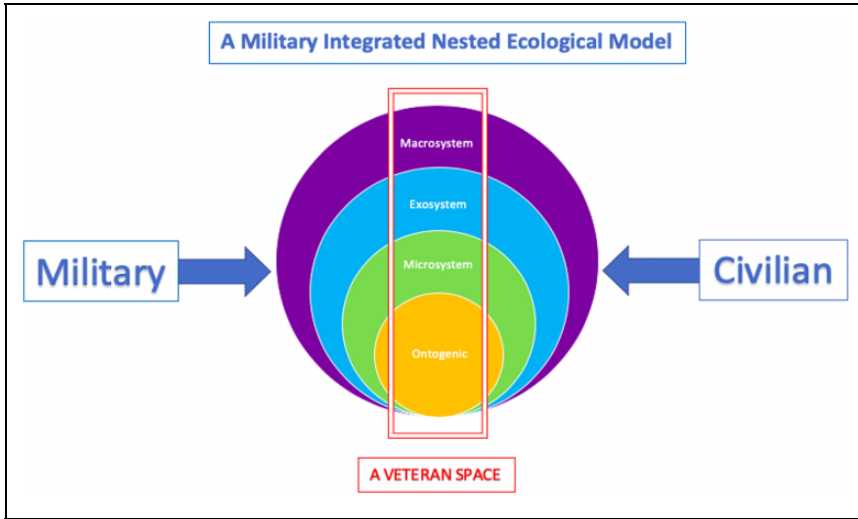 A Military Integrated Nested Ecological Model
Macrosystem
Exosystem
Military
Microsystem
Civilian
Ontogenic
A VETERAN SPACE